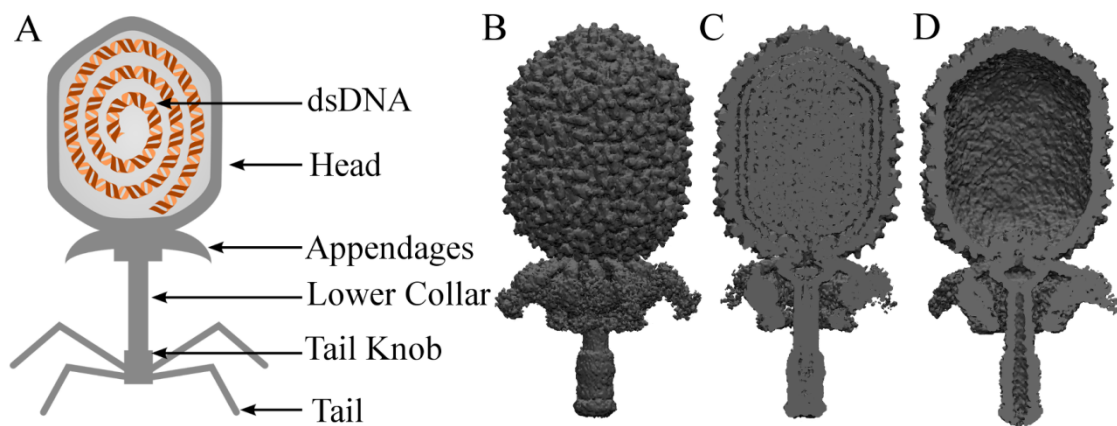 A
dsDNA
Head
Appendages
Lower Collar
Tail Knob
Tail
B
C
D